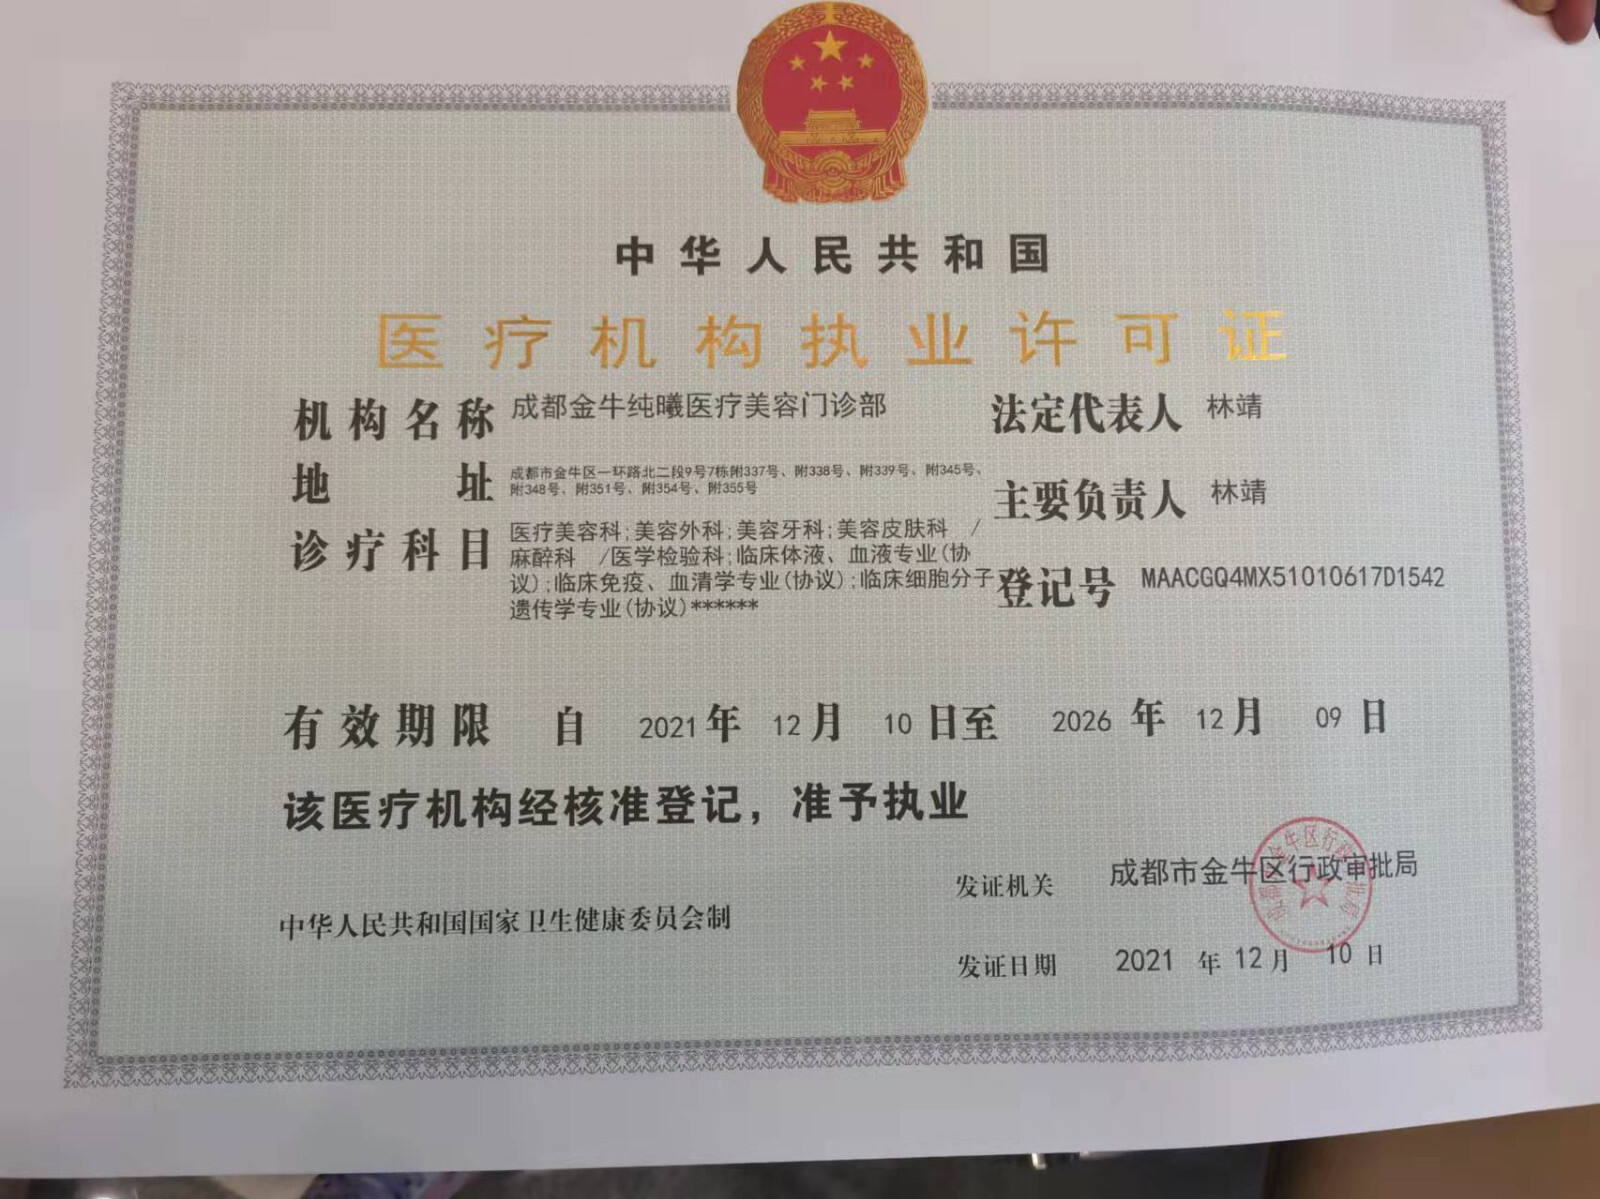 中华人民共和国
医疗机构执业许可证
机构名称 成都金牛纯曦医疗美容门诊部
法定代表人 林靖
地址 成都市金牛区一环路北二段9号7栋附337号、附338号、附339号、附345号、
附348号、附351号、附354号、附355号
主要负责人 林靖
诊疗科目 医疗美容科;美容外科;美容牙科;美容皮肤科 /
麻醉科 /医学检验科;临床体液、血液专业(协
议);临床免疫、血清学专业(协议);临床细胞分子
遗传学专业(协议)******
登记号 MAACGQ4MX51010617D1542
有效期限 自 2021 年 12 月 10 日至 2026 年 12 月 09 日
该医疗机构经核准登记，准予执业
发证机关 成都市金牛区行政审批局
中华人民共和国国家卫生健康委员会制
发证日期 2021 年 12 月 10 日